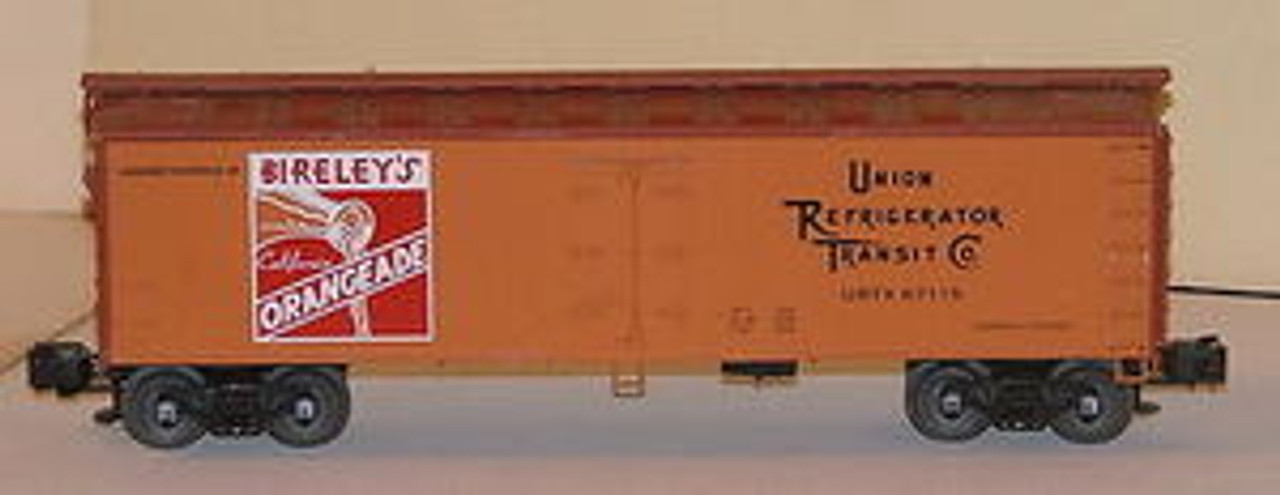 BIRELEY'S
California
ORANGEADE
UNION
REFRIGERATOR
TRANSIT CO.